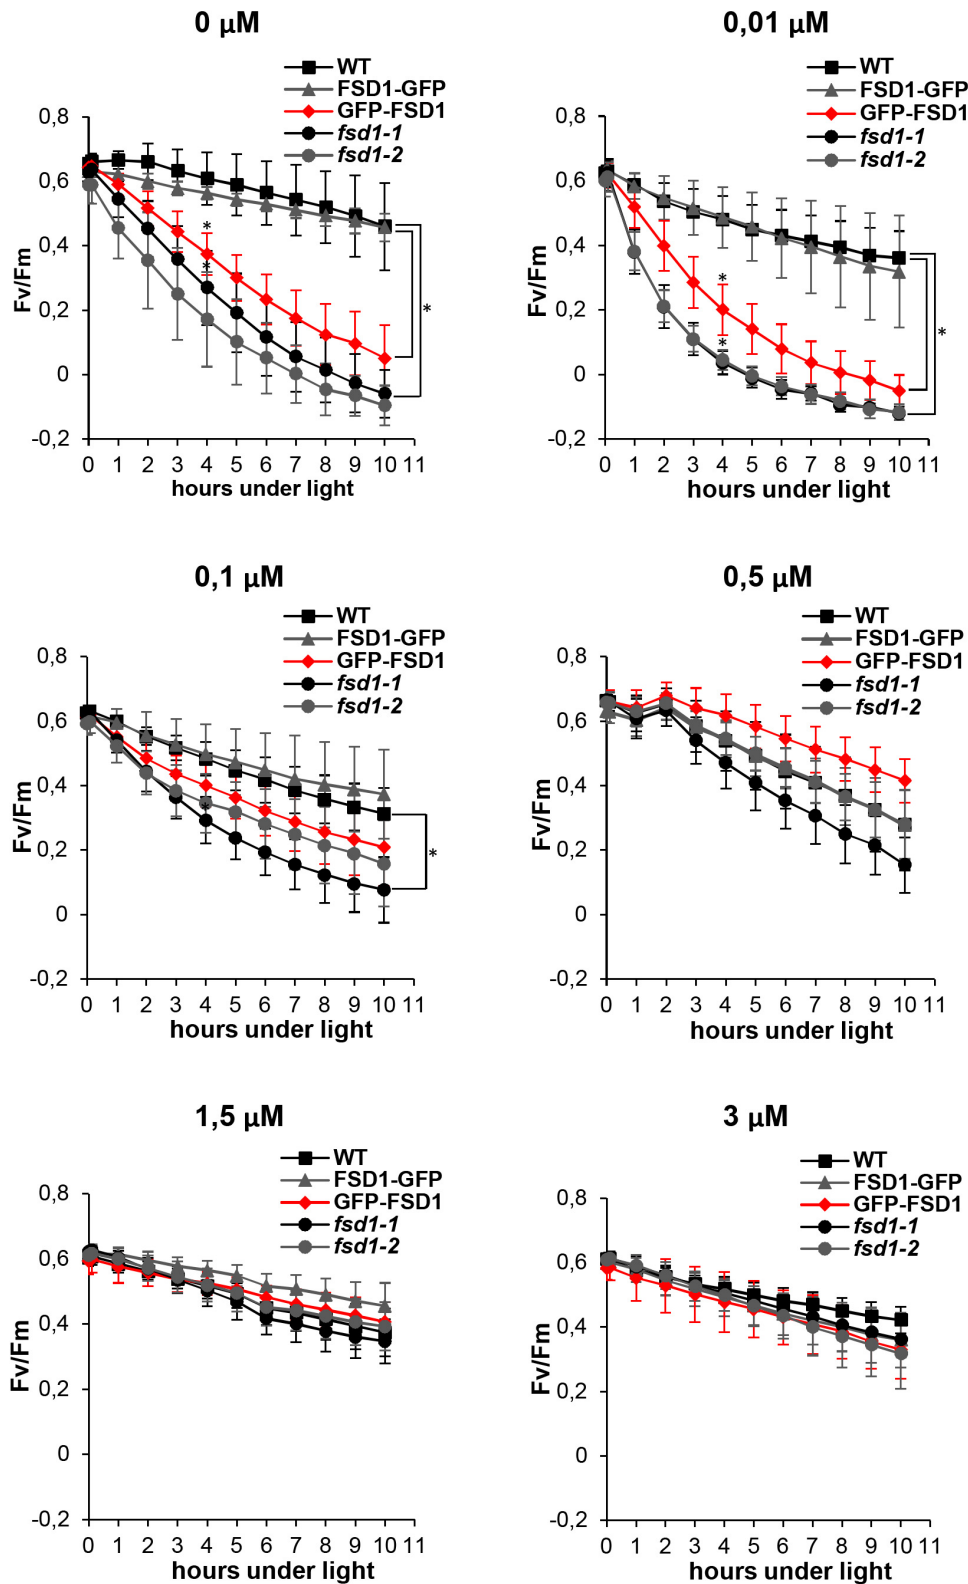 0 µM
WT
FSD1-GFP
GFP-FSD1
fsd1-1
fsd1-2
0,8
0,6
0,4
0,2
0
-0,2
Fv/Fm
*
*
*
0 1 2 3 4 5 6 7 8 9 10 11
hours under light
0,01 µM
WT
FSD1-GFP
GFP-FSD1
fsd1-1
fsd1-2
0,8
0,6
0,4
0,2
0
-0,2
Fv/Fm
*
*
*
0 1 2 3 4 5 6 7 8 9 10 11
hours under light
0,1 µM
WT
FSD1-GFP
GFP-FSD1
fsd1-1
fsd1-2
0,8
0,6
0,4
0,2
0
-0,2
Fv/Fm
*
*
0 1 2 3 4 5 6 7 8 9 10 11
hours under light
0,5 µM
WT
FSD1-GFP
GFP-FSD1
fsd1-1
fsd1-2
0,8
0,6
0,4
0,2
0
-0,2
Fv/Fm
0 1 2 3 4 5 6 7 8 9 10 11
hours under light
1,5 µM
WT
FSD1-GFP
GFP-FSD1
fsd1-1
fsd1-2
0,8
0,6
0,4
0,2
0
-0,2
Fv/Fm
0 1 2 3 4 5 6 7 8 9 10 11
hours under light
3 µM
WT
FSD1-GFP
GFP-FSD1
fsd1-1
fsd1-2
0,8
0,6
0,4
0,2
0
-0,2
Fv/Fm
0 1 2 3 4 5 6 7 8 9 10 11
hours under light